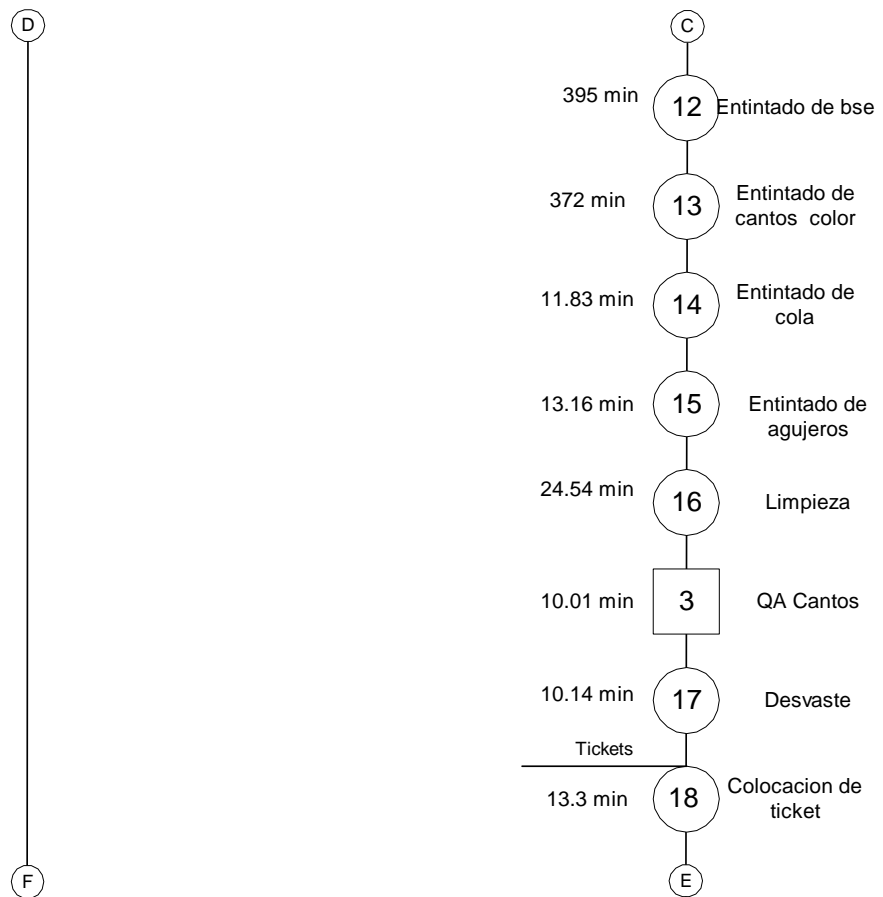 D
C
395 min
12
Entintado de bse
372 min
13
Entintado de
cantos color
11.83 min
14
Entintado de
cola
13.16 min
15
Entintado de
agujeros
24.54 min
16
Limpieza
10.01 min
3
QA Cantos
10.14 min
17
Desvaste
Tickets
13.3 min
18
Colocacion de
ticket
F
E